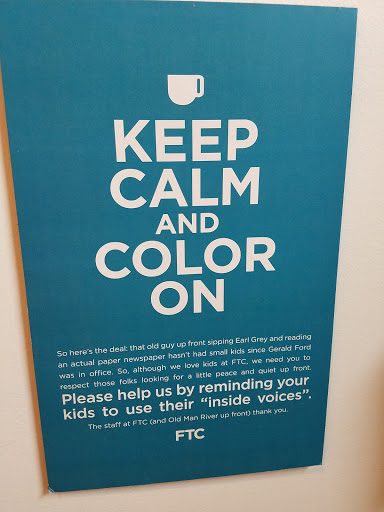 KEEP
CALM
AND
COLOR
ON
So here's the deal: that old guy up front sipping Earl Grey and reading
an actual paper newspaper hasn't had small kids since Gerald Ford
was in office. So, although we love kids at FTC, we need you to
respect those folks looking for a little peace and quiet up front.
Please help us by reminding your
kids to use their "inside voices".
The staff at FTC (and Old Man River up front) thank you.
FTC